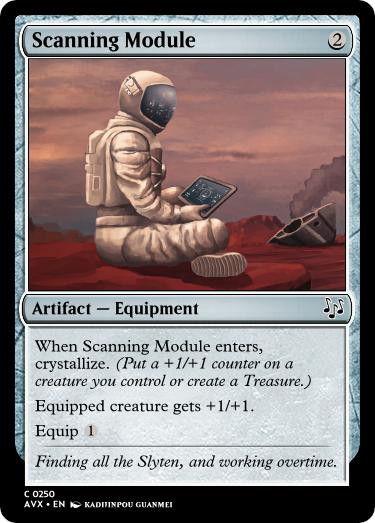 Scanning Module 2
Artifact — Equipment
When Scanning Module enters,
crystallize. (Put a +1/+1 counter on a
creature you control or create a Treasure.)
Equipped creature gets +1/+1.
Equip 1
Finding all the Slyten, and working overtime.
C 0250
AVX • EN KADIHNPOU GUANMEI